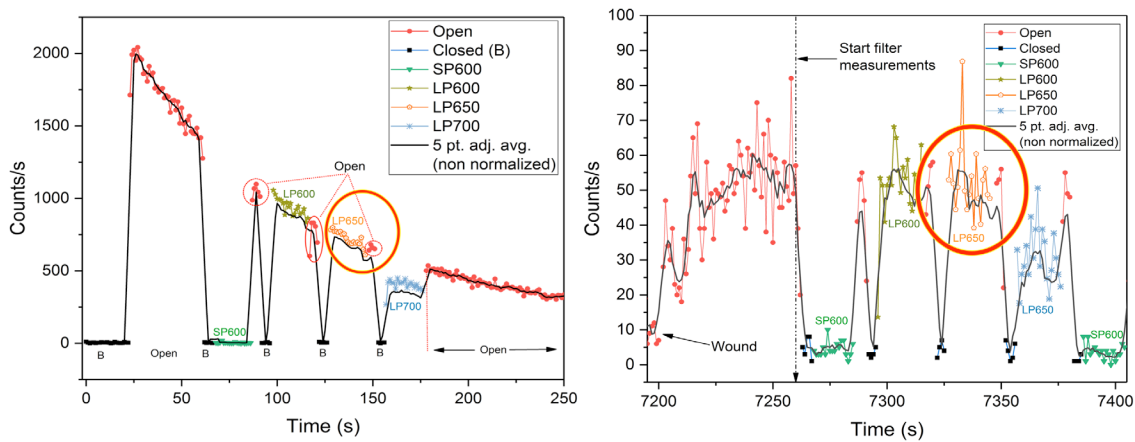 Open
Closed (B)
SP600
LP600
LP650
LP700
5 pt. adj. avg.
(non normalized)
Counts/s
2000
1500
1000
500
0
Open
LP600
LP650
LP700
SP600
B
Open
B
B
B
B
Open
0
50
100
150
200
250
Time (s)
Open
Closed
SP600
LP600
LP650
LP700
5 pt. adj. avg.
(non normalized)
Start filter
measurements
Counts/s
100
90
80
70
60
50
40
30
20
10
0
LP600
LP650
LP650
SP600
SP600
Wound
7200
7250
7300
7350
7400
Time (s)